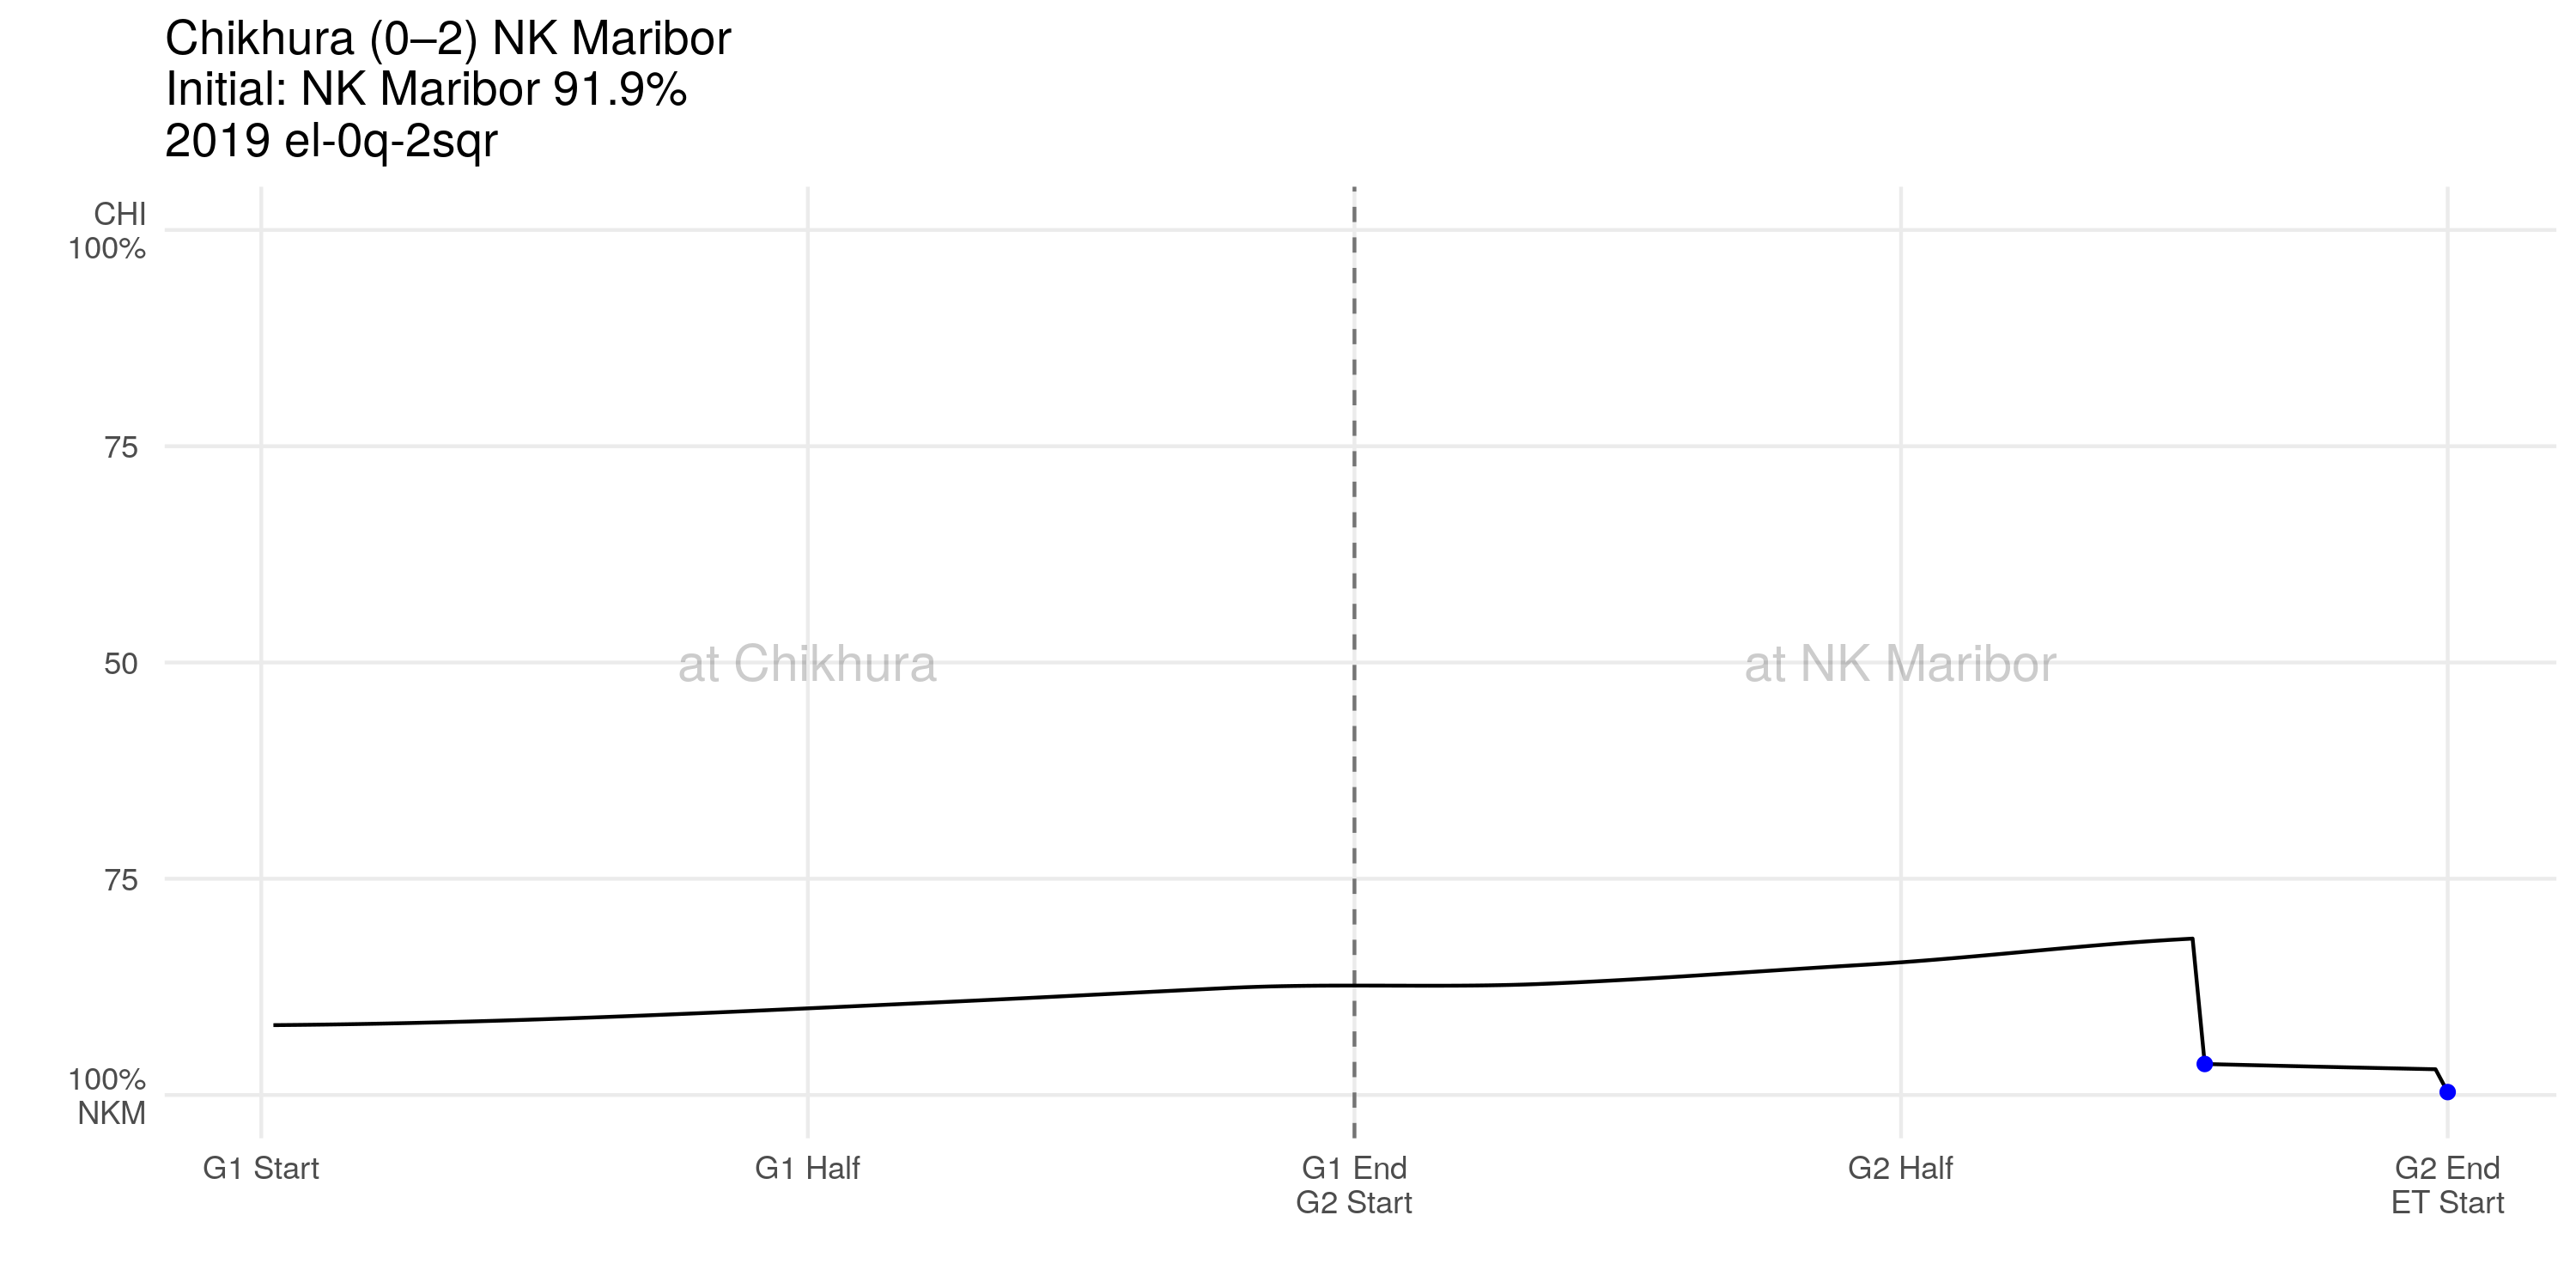 Chikhura (0–2) NK Maribor
Initial: NK Maribor 91.9%
2019 el-0q-2sqr
CHI
100%
75
50
75
100%
NKM
at Chikhura
at NK Maribor
G1 Start
G1 Half
G1 End
G2 Start
G2 Half
G2 End
ET Start